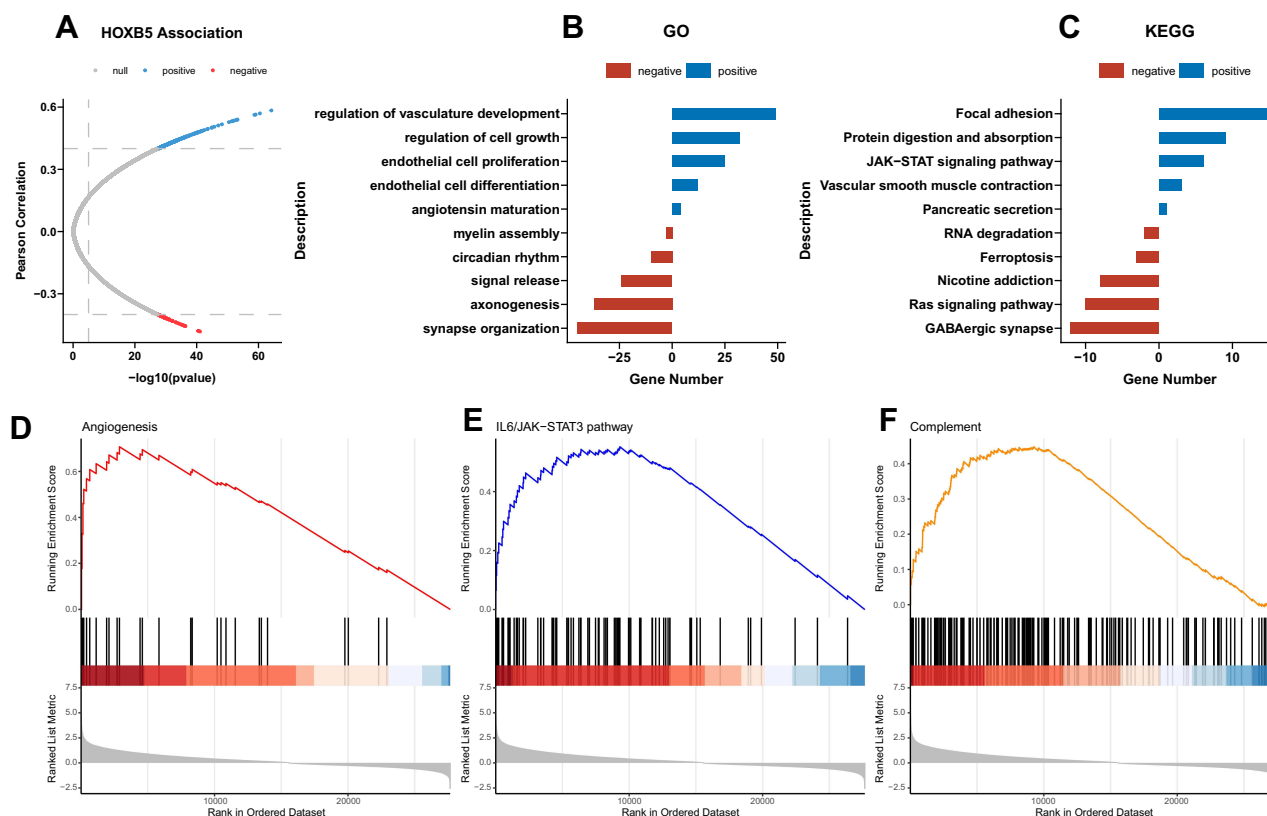 A
HOXB5 Association
null
positive
negative
Pearson Correlation
0.6
0.3
0.0
−0.3
0
20
40
60
−log10(pvalue)
B
GO
negative
positive
Description
regulation of vasculature development
regulation of cell growth
endothelial cell proliferation
endothelial cell differentiation
angiotensin maturation
myelin assembly
circadian rhythm
signal release
axonogenesis
synapse organization
−25
0
25
50
Gene Number
C
KEGG
negative
positive
Description
Focal adhesion
Protein digestion and absorption
JAK−STAT signaling pathway
Vascular smooth muscle contraction
Pancreatic secretion
RNA degradation
Ferroptosis
Nicotine addiction
Ras signaling pathway
GABAergic synapse
−10
0
10
Gene Number
D
Angiogenesis
Running Enrichment Score
0.6
0.4
0.2
0.0
Ranked List Metric
7.5
5.0
2.5
0.0
−2.5
10000
20000
Rank in Ordered Dataset
E
IL6/JAK−STAT3 pathway
Running Enrichment Score
0.4
0.2
0.0
Ranked List Metric
7.5
5.0
2.5
0.0
−2.5
10000
20000
Rank in Ordered Dataset
F
Complement
Running Enrichment Score
0.4
0.3
0.2
0.1
0.0
Ranked List Metric
7.5
5.0
2.5
0.0
−2.5
10000
20000
Rank in Ordered Dataset